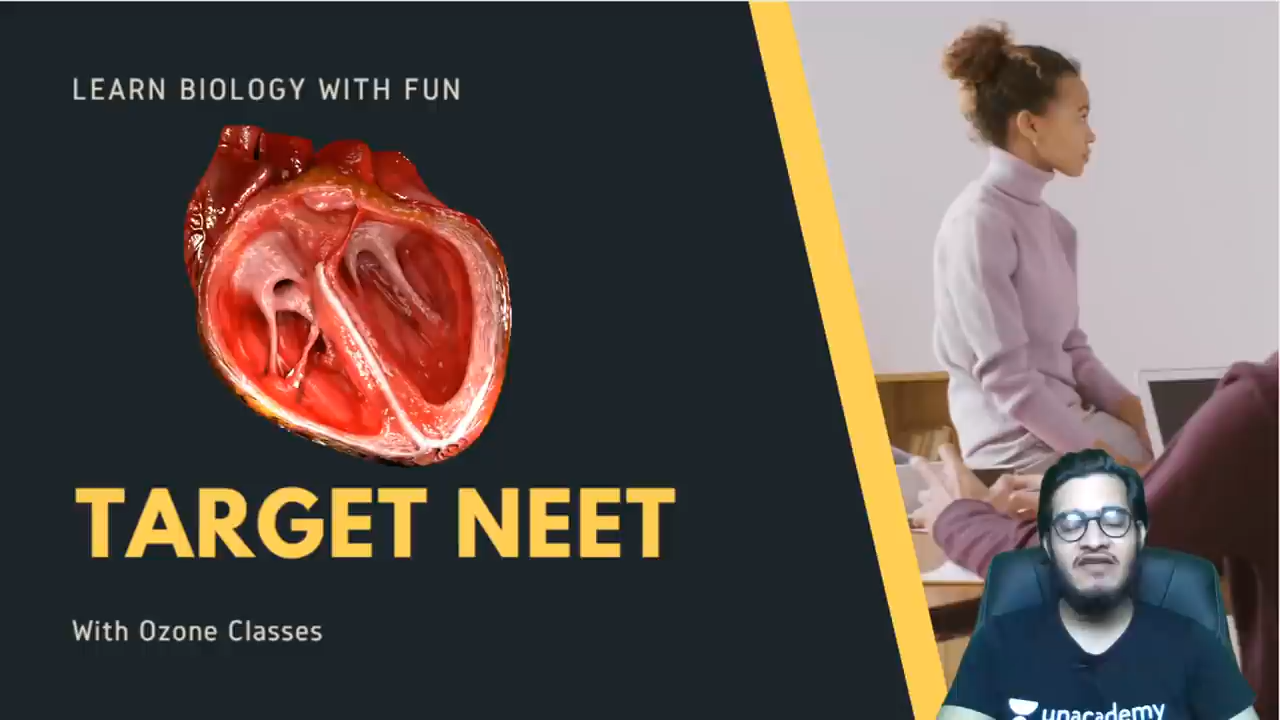 LEARN BIOLOGY WITH FUN
TARGET NEET
With Ozone Classes
unacademy